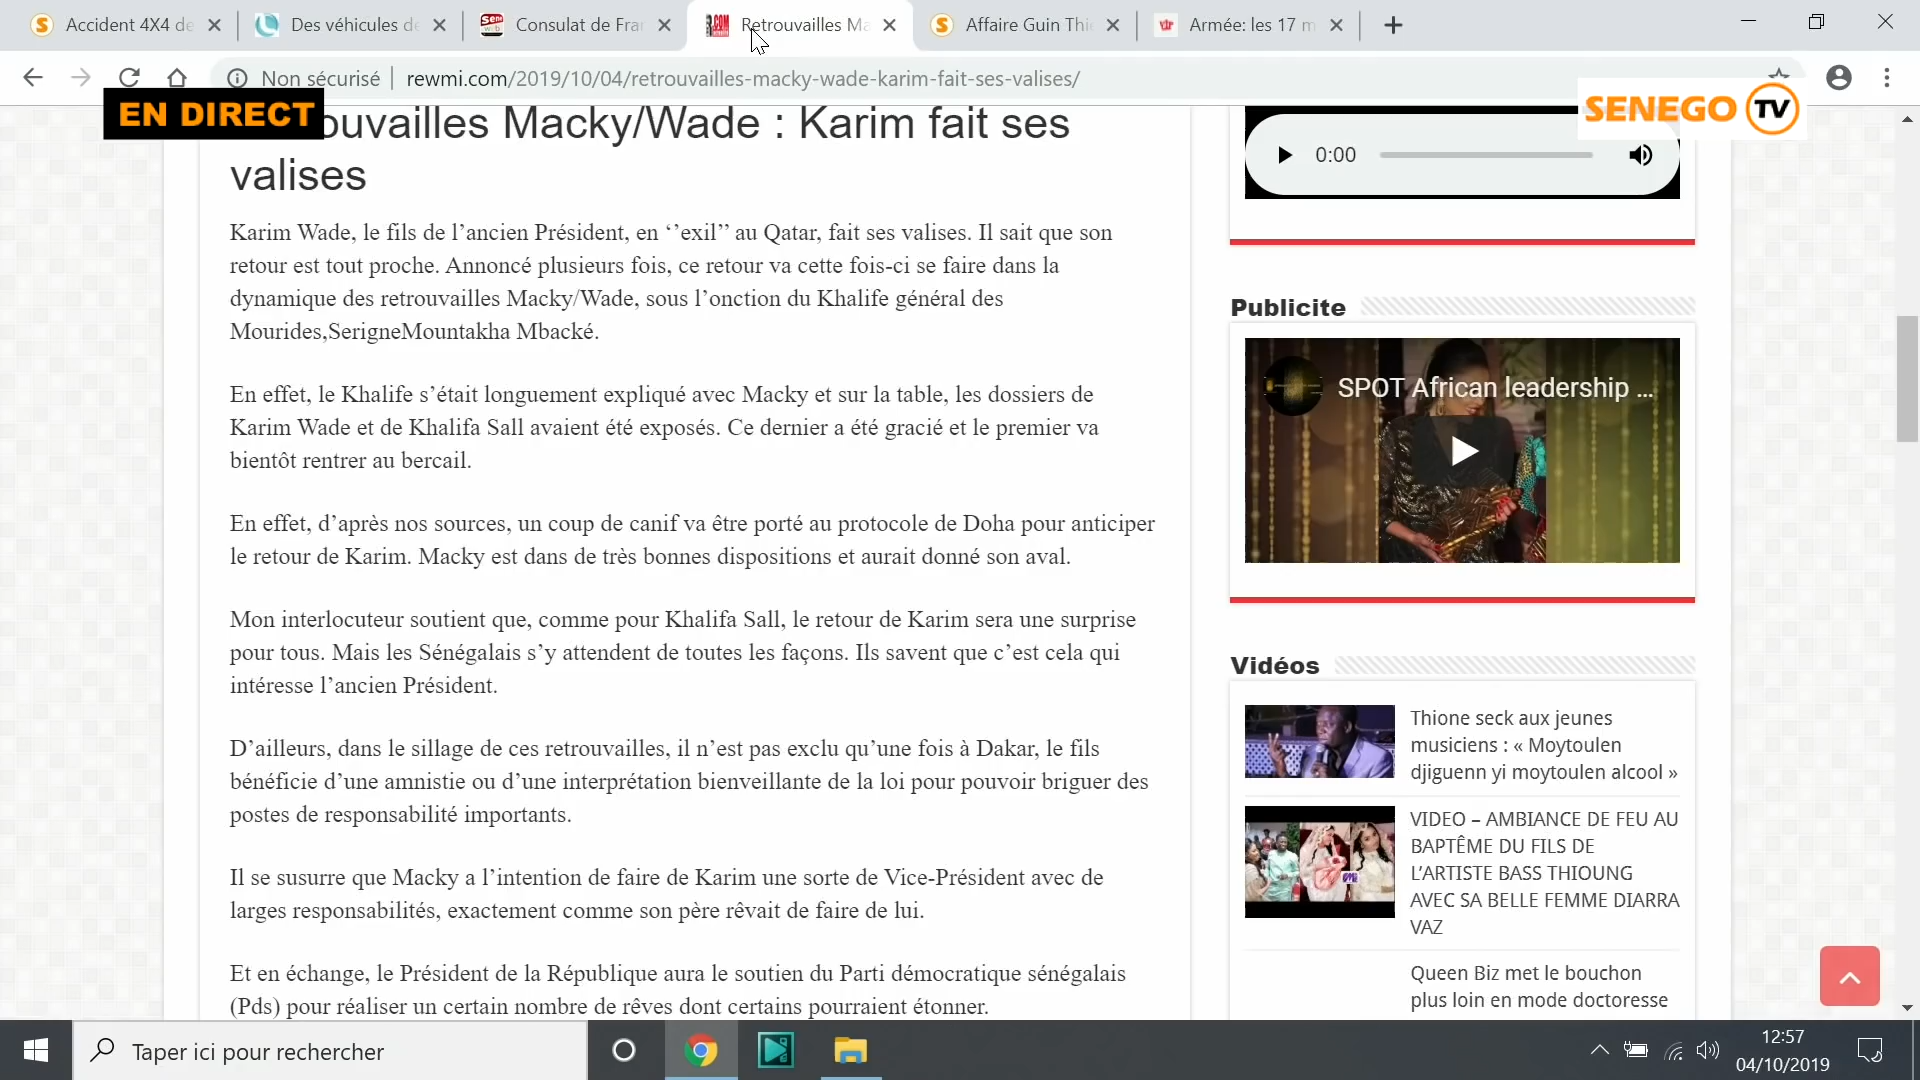 Accident 4X4 de
Des véhicules de
Consulat de Fra
Retrouvailles Ma
Affaire Guin Thi
Armée: les 17 m
Non sécurisé
rewmi.com/2019/10/04/retrouvailles-macky-wade-karim-fait-ses-valises/
EN DIRECT
SENEGO TV
ouvailles Macky/Wade : Karim fait ses
valises
Karim Wade, le fils de l’ancien Président, en ‘’exil’’ au Qatar, fait ses valises. Il sait que son
retour est tout proche. Annoncé plusieurs fois, ce retour va cette fois-ci se faire dans la
dynamique des retrouvailles Macky/Wade, sous l’onction du Khalife général des
Mourides,SerigneMountakha Mbacké.
En effet, le Khalife s’était longuement expliqué avec Macky et sur la table, les dossiers de
Karim Wade et de Khalifa Sall avaient été exposés. Ce dernier a été gracié et le premier va
bientôt rentrer au bercail.
En effet, d’après nos sources, un coup de canif va être porté au protocole de Doha pour anticiper
le retour de Karim. Macky est dans de très bonnes dispositions et aurait donné son aval.
Mon interlocuteur soutient que, comme pour Khalifa Sall, le retour de Karim sera une surprise
pour tous. Mais les Sénégalais s’y attendent de toutes les façons. Ils savent que c’est cela qui
intéresse l’ancien Président.
D’ailleurs, dans le sillage de ces retrouvailles, il n’est pas exclu qu’une fois à Dakar, le fils
bénéficie d’une amnistie ou d’une interprétation bienveillante de la loi pour pouvoir briguer des
postes de responsabilité importants.
Il se susurre que Macky a l’intention de faire de Karim une sorte de Vice-Président avec de
larges responsabilités, exactement comme son père rêvait de faire de lui.
Et en échange, le Président de la République aura le soutien du Parti démocratique sénégalais
(Pds) pour réaliser un certain nombre de rêves dont certains pourraient étonner.
0:00
Publicite
SPOT African leadership ...
Vidéos
Thione seck aux jeunes
musiciens : « Moytoulen
djiguenn yi moytoulen alcool »
VIDEO – AMBIANCE DE FEU AU
BAPTÊME DU FILS DE
L’ARTISTE BASS THIOUNG
AVEC SA BELLE FEMME DIARRA
VAZ
Queen Biz met le bouchon
plus loin en mode doctoresse
Taper ici pour rechercher
12:57
04/10/2019